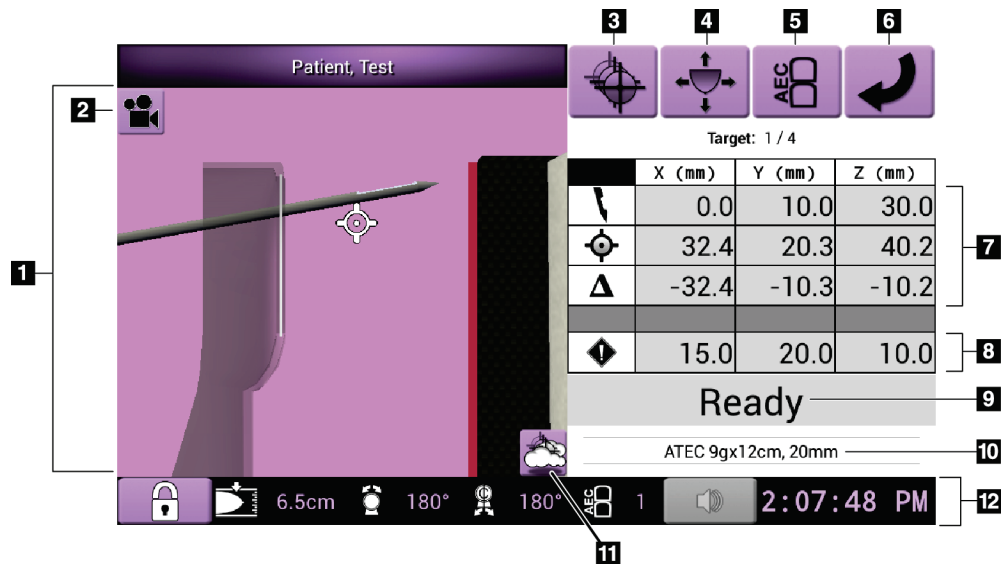 3 4 5 6
Patient, Test
AEC
Target: 1 / 4
1
2
X (mm) Y (mm) Z (mm)
0.0 10.0 30.0
32.4 20.3 40.2
Δ -32.4 -10.3 -10.2
7
! 15.0 20.0 10.0
8
Ready
9
ATEC 9gx12cm, 20mm
10
6.5cm 180° 180° AEC 1 2:07:48 PM
12
11